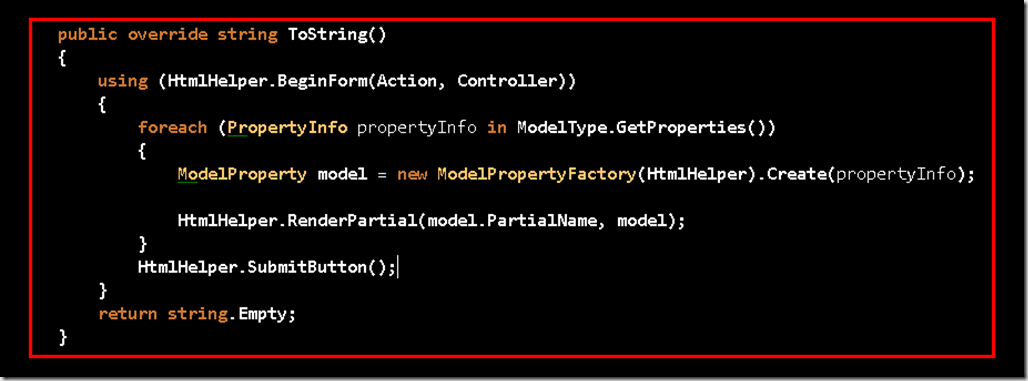 public override string ToString()
{
using (HtmlHelper.BeginForm(Action, Controller))
{
foreach (PropertyInfo propertyInfo in ModelType.GetProperties())
{
ModelProperty model = new ModelPropertyFactory(HtmlHelper).Create(propertyInfo);
HtmlHelper.RenderPartial(model.PartialName, model);
}
HtmlHelper.SubmitButton();
}
return string.Empty;
}